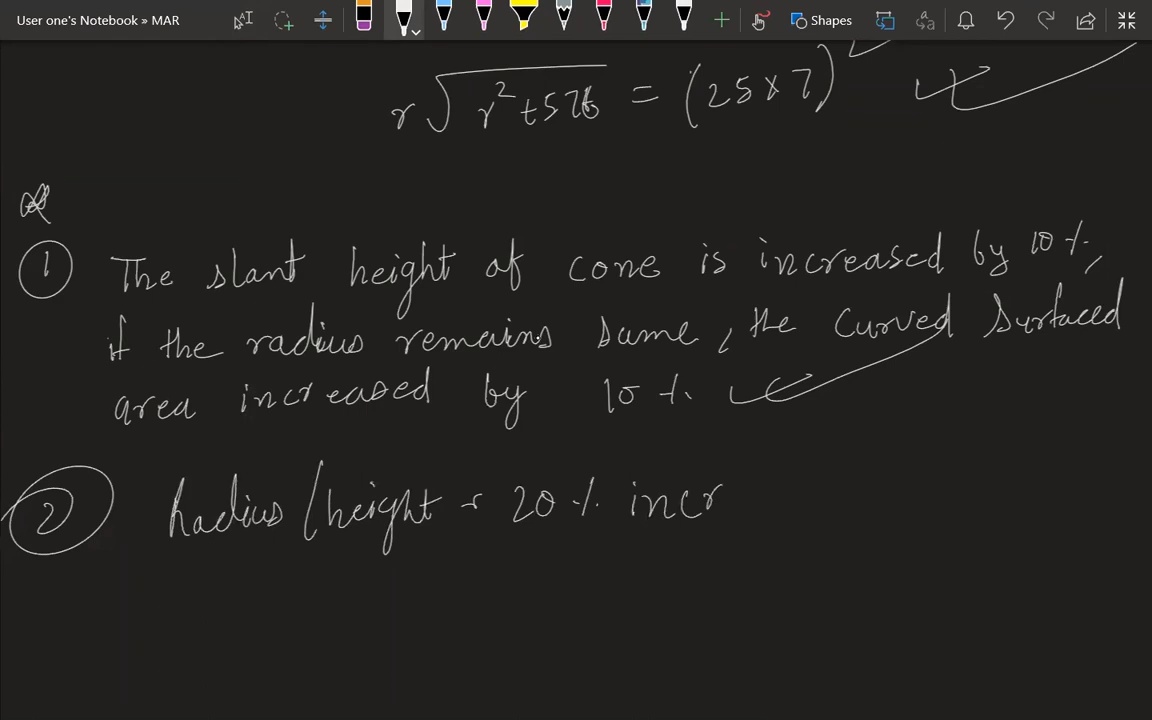 User one's Notebook » MAR
Shapes
r√r²+576 = (25×7)
①
The slant height of cone is increased by 10%,
if the radius remains same, the curved surfaced
area increased by 10%.
② Radius/height → 20% incr